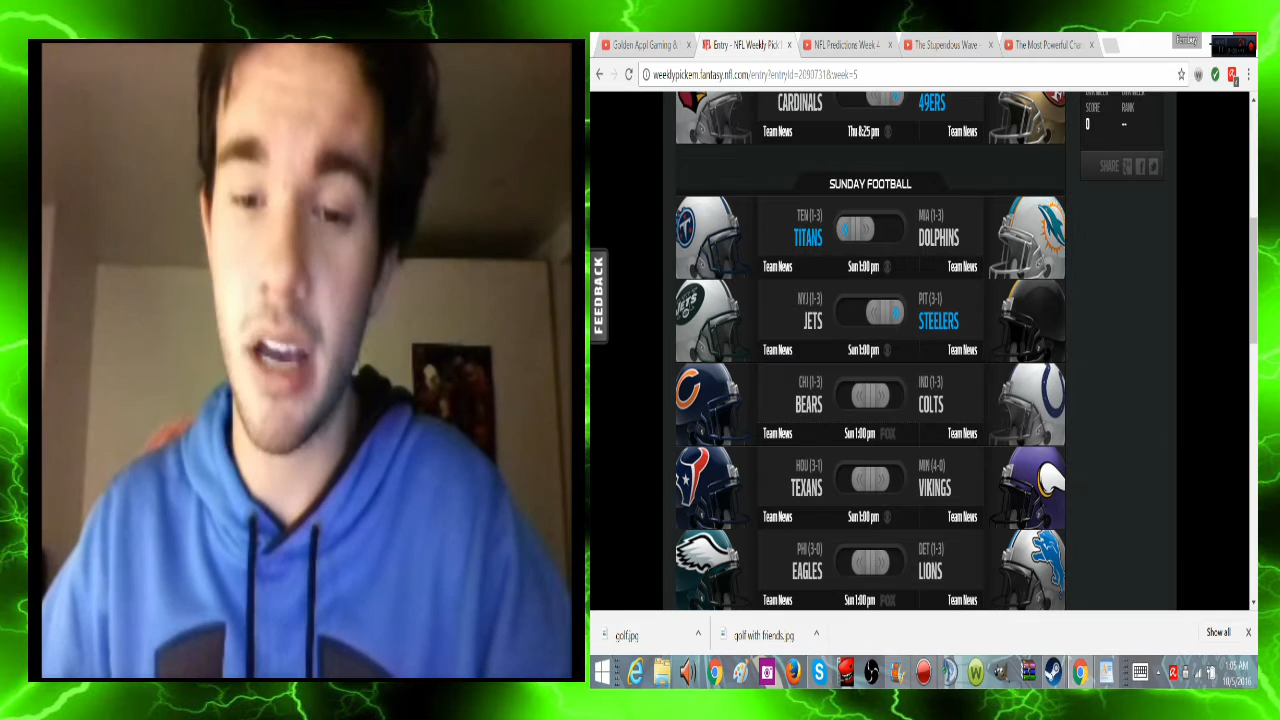 Golden Appl Gaming &
Entry - NFL Weekly Pick
NFL Predictions Week 4
The Stupendous Wave -
The Most Powerful Cha
weeklypickem.fantasy.nfl.com/entry?entryId=2090731&week=5
CARDINALS
49ERS
Team News
Thu 8:25 pm
Team News
SCORE
RANK
0
--
SHARE
SUNDAY FOOTBALL
TEN (1-3)
MIA (1-3)
TITANS
DOLPHINS
Team News
Sun 1:00 pm
Team News
FEEDBACK
NYJ (1-3)
PIT (3-1)
JETS
STEELERS
Team News
Sun 1:00 pm
Team News
CHI (1-3)
IND (1-3)
BEARS
COLTS
Team News
Sun 1:00 pm FOX
Team News
HOU (3-1)
MIN (4-0)
TEXANS
VIKINGS
Team News
Sun 1:00 pm
Team News
PHI (3-0)
DET (1-3)
EAGLES
LIONS
Team News
Sun 1:00 pm FOX
Team News
golf.jpg
golf with friends.jpg
Show all
1:05 AM
10/5/2016